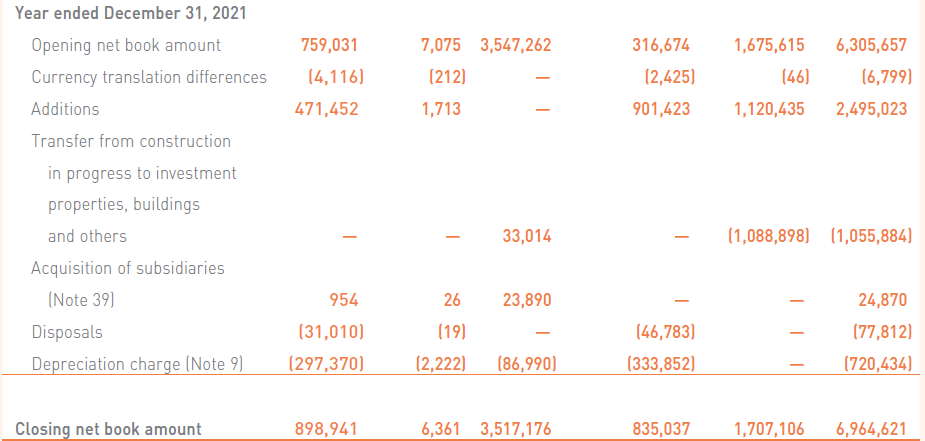 Year ended December 31, 2021
Opening net book amount 759,031 7,075 3,547,262 316,674 1,675,615 6,305,657
Currency translation differences (4,116) (212) — (2,425) (46) (6,799)
Additions 471,452 1,713 — 901,423 1,120,435 2,495,023
Transfer from construction
in progress to investment
properties, buildings
and others — — 33,014 — (1,088,898) (1,055,884)
Acquisition of subsidiaries
(Note 39) 954 26 23,890 — — 24,870
Disposals (31,010) (19) — (46,783) — (77,812)
Depreciation charge (Note 9) (297,370) (2,222) (86,990) (333,852) — (720,434)
Closing net book amount 898,941 6,361 3,517,176 835,037 1,707,106 6,964,621